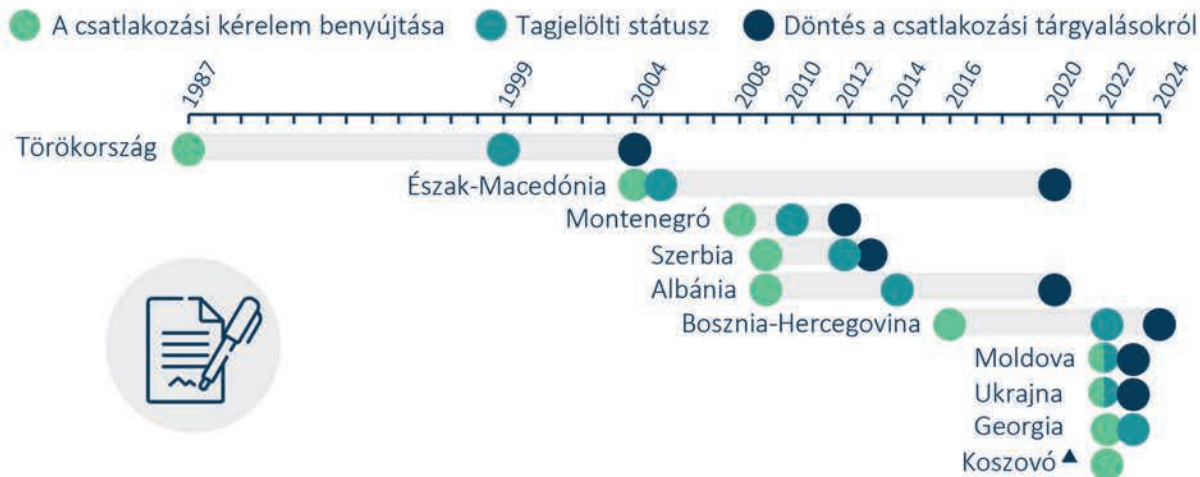 A csatlakozási kérelem benyújtása Tagjelölti státusz Döntés a csatlakozási tárgyalásokról
1987 1999 2004 2008 2010 2012 2014 2016 2020 2022 2024
Törökország
Észak-Macedónia
Montenegró
Szerbia
Albánia
Bosznia-Hercegovina
Moldova
Ukrajna
Georgia
Koszovó ▲